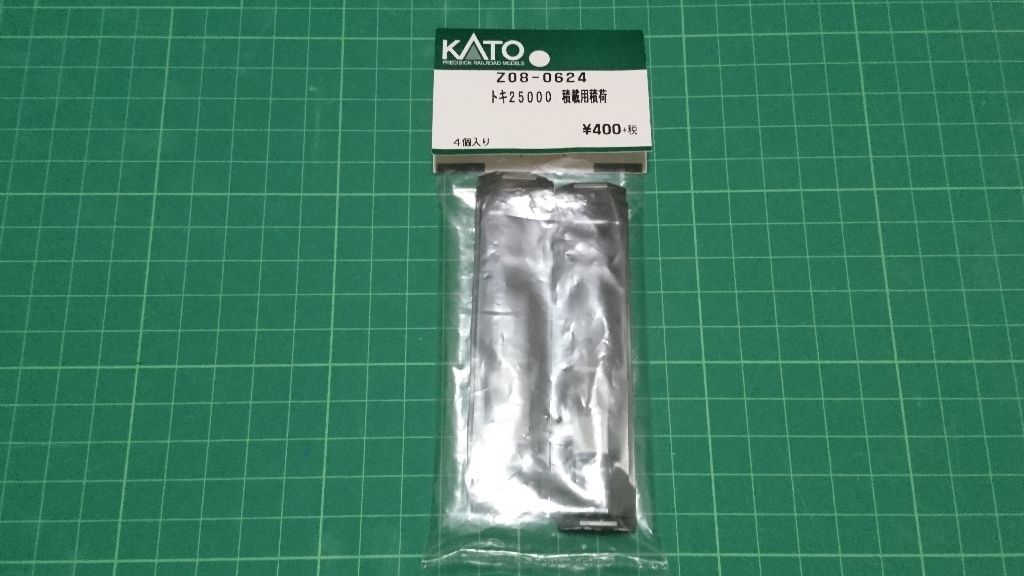 KATO
PRECISION RAILROAD MODELS
Z08-0624
トキ25000 積載用積荷
¥400+税
4個入り